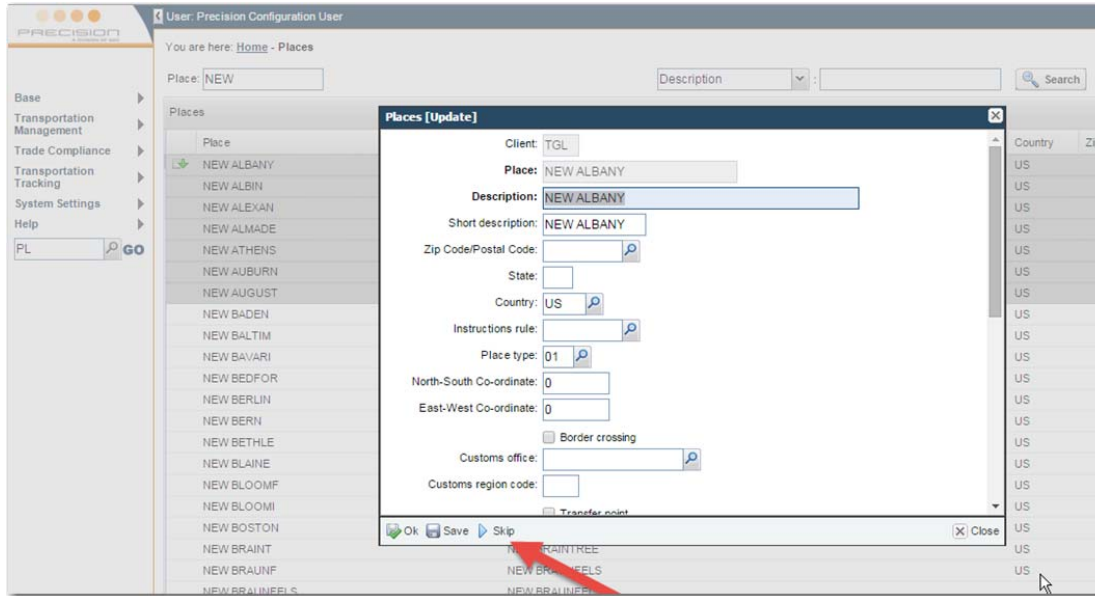 User: Precision Configuration User
PRECISION
You are here: Home - Places
Place: NEW
Description
:
Search
Base
Transportation
Management
Trade Compliance
Transportation
Tracking
System Settings
Help
PL
GO
Places
Place
Country
NEW ALBANY
US
NEW ALBIN
US
NEW ALEXAN
US
NEW ALMADE
US
NEW ATHENS
US
NEW AUBURN
US
NEW AUGUST
US
NEW BADEN
US
NEW BALTIM
US
NEW BAVARI
US
NEW BEDFOR
US
NEW BERLIN
US
NEW BERN
US
NEW BETHLE
US
NEW BLAINE
US
NEW BLOOMF
US
NEW BLOOMI
US
NEW BOSTON
US
NEW BRAINT
US
NEW BRAUNF
US
NEW BRAUNFELS
Places [Update]
Client: TGL
Place: NEW ALBANY
Description: NEW ALBANY
Short description: NEW ALBANY
Zip Code/Postal Code:
State:
Country: US
Instructions rule:
Place type: 01
North-South Co-ordinate: 0
East-West Co-ordinate: 0
Border crossing
Customs office:
Customs region code:
Transfer point
Ok Save Skip
Close